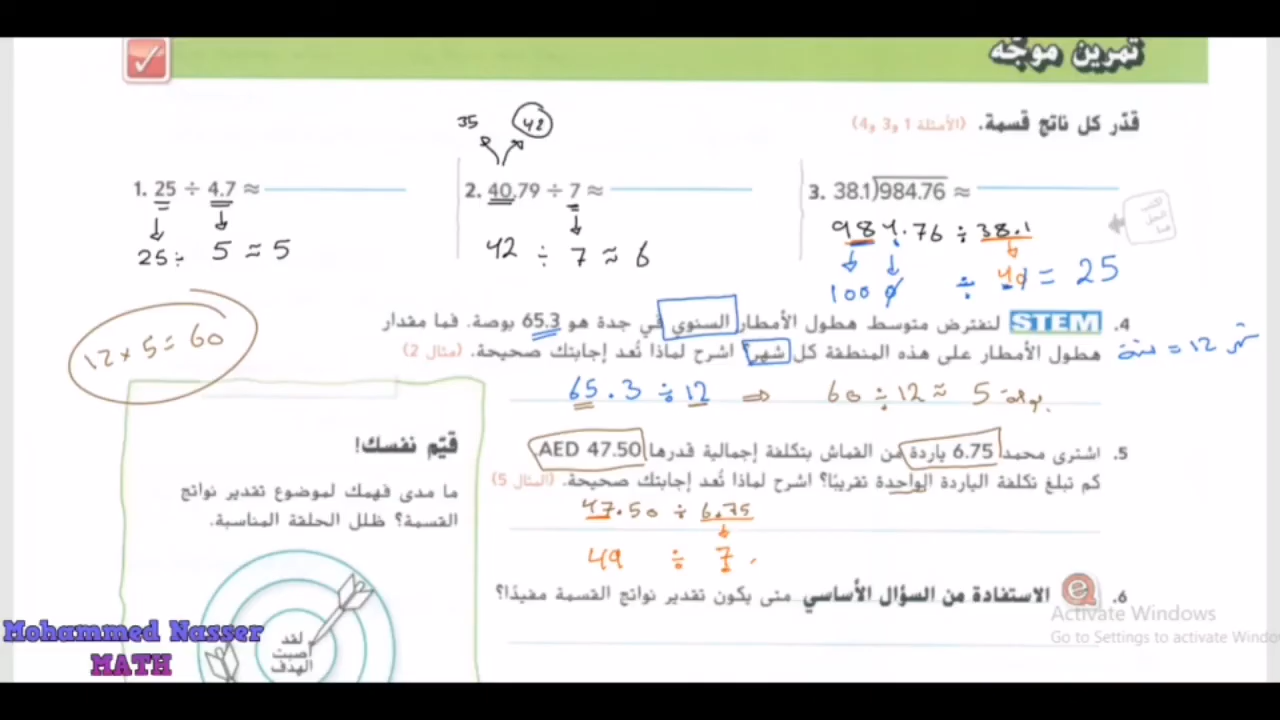 تمرين موجّه
قدّر كل ناتج قسمة. (الأمثلة 1 و3 و4)
35 42
1. 25 ÷ 4.7 ≈
25 ÷ 5 ≈ 5
2. 40.79 ÷ 7 ≈
42 ÷ 7 ≈ 6
3. 38.1)984.76 ≈
984.76 ÷ 38.1
1000 ÷ 40 = 25
4. STEM لنفترض متوسط هطول الأمطار السنوي في جدة هو 65.3 بوصة. فما مقدار
هطول الأمطار على هذه المنطقة كل شهر؟ اشرح لماذا تُعد إجابتك صحيحة. (مثال 2)
سنة = 12 شهر
12 × 5 = 60
65.3 ÷ 12 ⇒ 60 ÷ 12 ≈ 5 بوصة.
5. اشترى محمد 6.75 ياردة من القماش بتكلفة إجمالية قدرها AED 47.50
كم تبلغ تكلفة الياردة الواحدة تقريبًا؟ اشرح لماذا تُعد إجابتك صحيحة. (المثال 5)
47.50 ÷ 6.75
49 ÷ 7
6. الاستفادة من السؤال الأساسي متى يكون تقدير نواتج القسمة مفيدًا؟
قيّم نفسك!
ما مدى فهمك لموضوع تقدير نواتج
القسمة؟ ظلل الحلقة المناسبة.
لقد
أصبت
الهدف
Mohammed Nasser
MATH
Activate Windows
Go to Settings to activate Windo